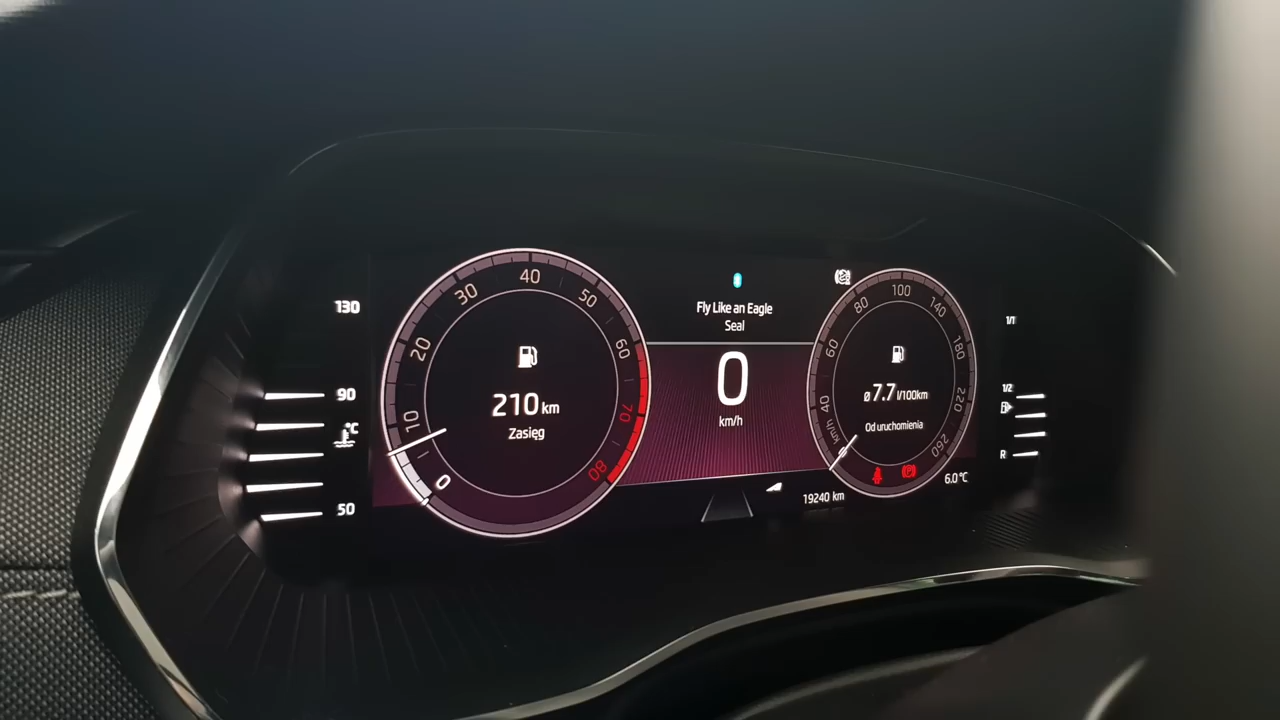 130
90
°C
50
0
10
20
30
40
50
60
70
80
210 km
Zasięg
Fly Like an Eagle
Seal
0
km/h
19240 km
km/h
40
60
80
100
140
180
220
260
ø 7.7 l/100km
Od uruchomienia
6.0 °C
1/1
1/2
R